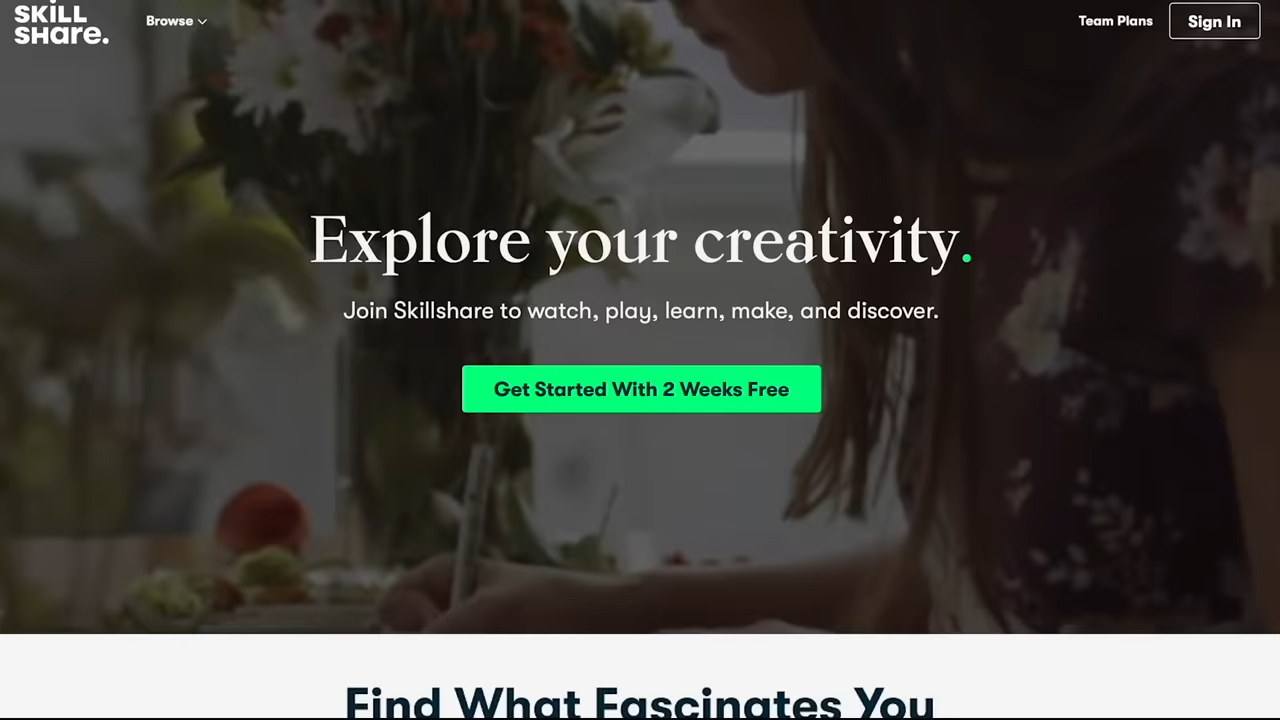 SKILL
SHare.
Browse
Team Plans
Sign In
Explore your creativity.
Join Skillshare to watch, play, learn, make, and discover.
Get Started With 2 Weeks Free
Find What Fascinates You